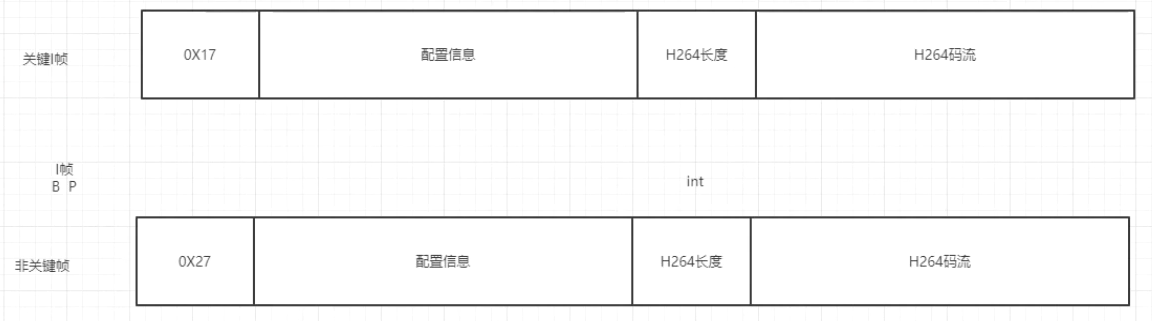 关键I帧
0X17
配置信息
H264长度
H264码流
I帧
B P
int
非关键帧
0X27
配置信息
H264长度
H264码流